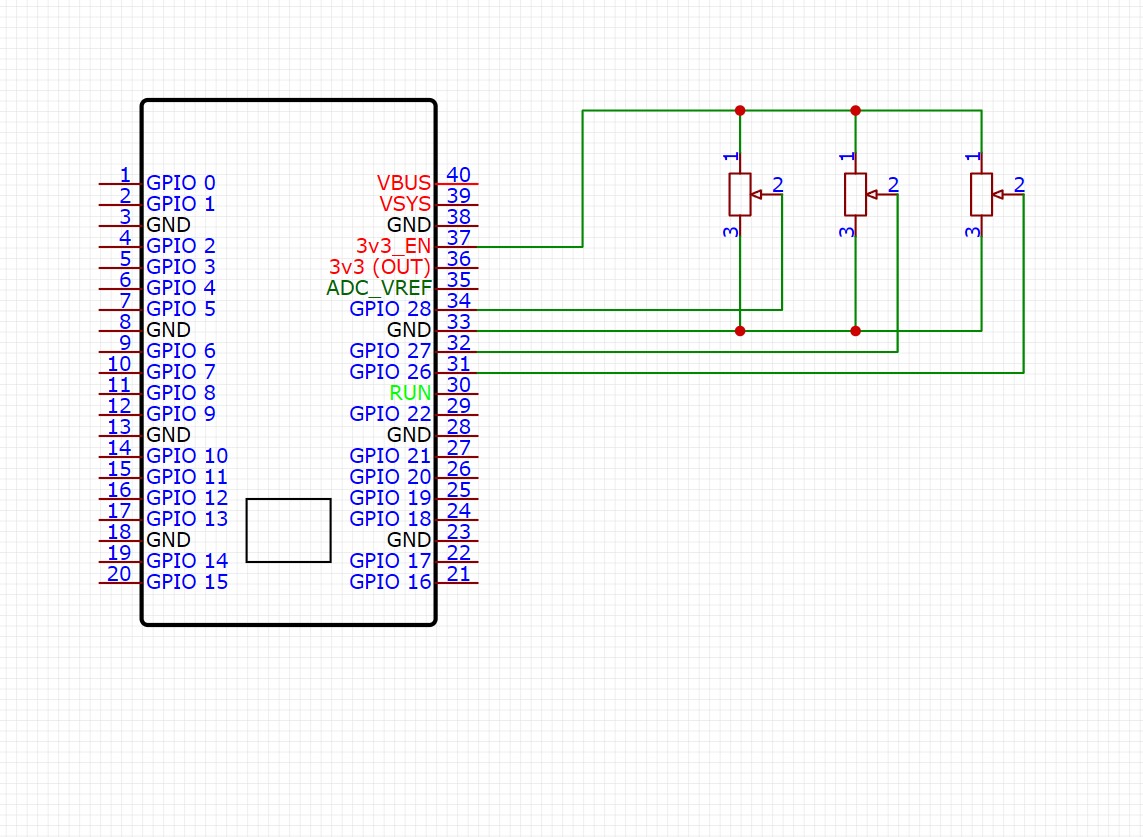 1 GPIO 0 VBUS 40
2 GPIO 1 VSYS 39
3 GND GND 38
4 GPIO 2 3v3_EN 37
5 GPIO 3 3v3 (OUT) 36
6 GPIO 4 ADC_VREF 35
7 GPIO 5 GPIO 28 34
8 GND GND 33
9 GPIO 6 GPIO 27 32
10 GPIO 7 GPIO 26 31
11 GPIO 8 RUN 30
12 GPIO 9 GPIO 22 29
13 GND GND 28
14 GPIO 10 GPIO 21 27
15 GPIO 11 GPIO 20 26
16 GPIO 12 GPIO 19 25
17 GPIO 13 GPIO 18 24
18 GND GND 23
19 GPIO 14 GPIO 17 22
20 GPIO 15 GPIO 16 21
1 1 1
2 2 2
3 3 3